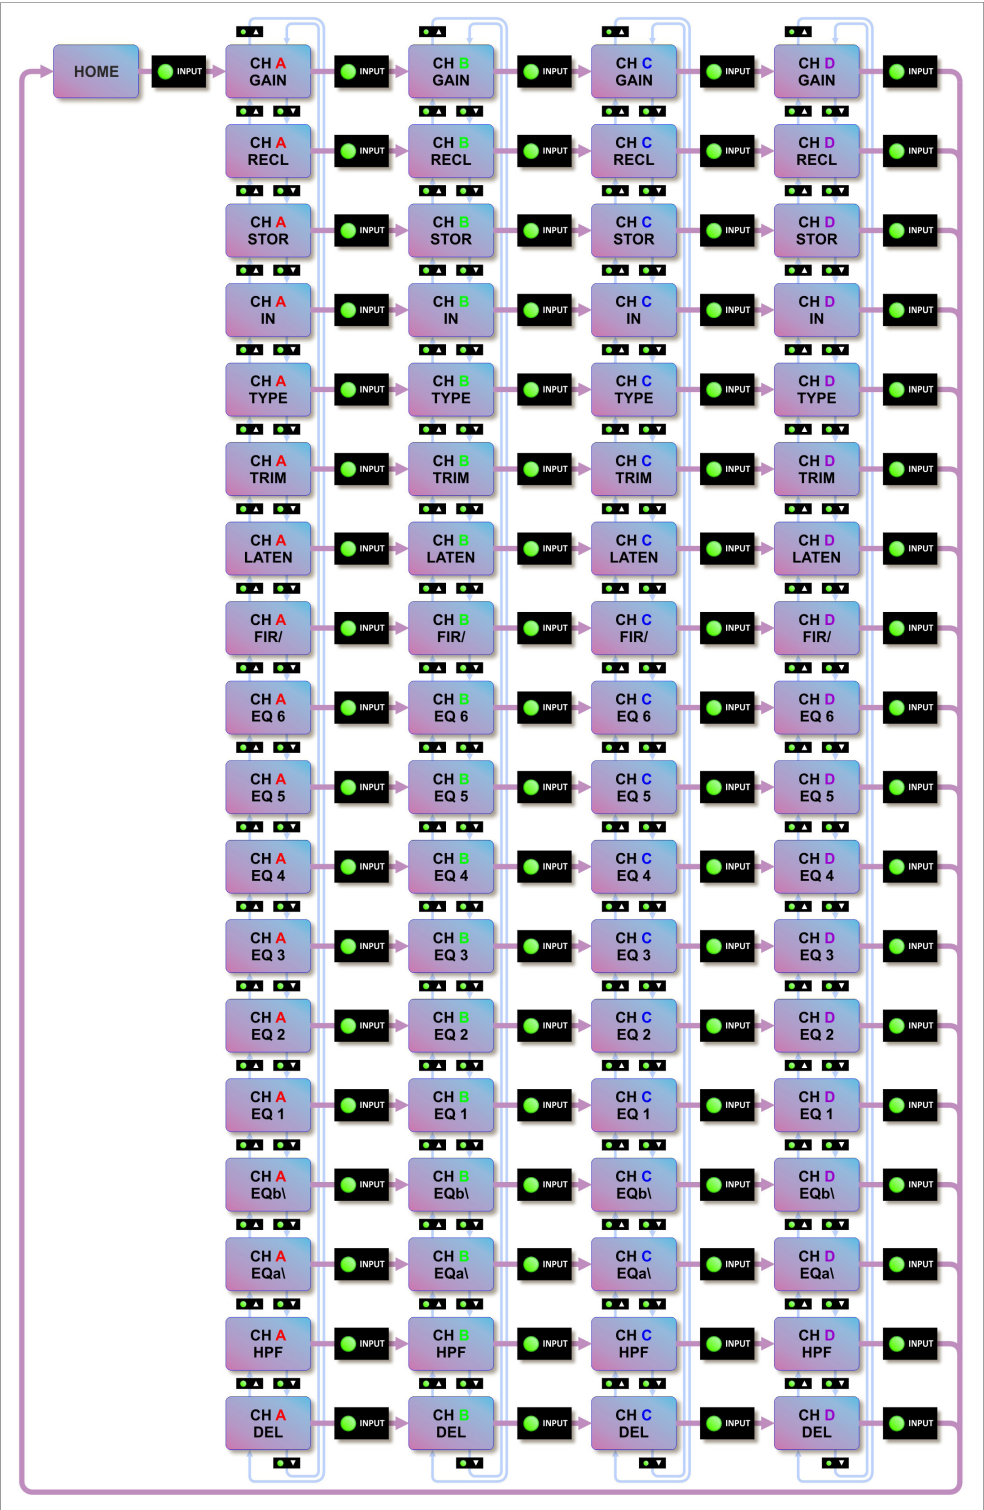 HOME INPUT CH A GAIN INPUT CH B GAIN INPUT CH C GAIN INPUT CH D GAIN INPUT
CH A RECL INPUT CH B RECL INPUT CH C RECL INPUT CH D RECL INPUT
CH A STOR INPUT CH B STOR INPUT CH C STOR INPUT CH D STOR INPUT
CH A IN INPUT CH B IN INPUT CH C IN INPUT CH D IN INPUT
CH A TYPE INPUT CH B TYPE INPUT CH C TYPE INPUT CH D TYPE INPUT
CH A TRIM INPUT CH B TRIM INPUT CH C TRIM INPUT CH D TRIM INPUT
CH A LATEN INPUT CH B LATEN INPUT CH C LATEN INPUT CH D LATEN INPUT
CH A FIR/ INPUT CH B FIR/ INPUT CH C FIR/ INPUT CH D FIR/ INPUT
CH A EQ 6 INPUT CH B EQ 6 INPUT CH C EQ 6 INPUT CH D EQ 6 INPUT
CH A EQ 5 INPUT CH B EQ 5 INPUT CH C EQ 5 INPUT CH D EQ 5 INPUT
CH A EQ 4 INPUT CH B EQ 4 INPUT CH C EQ 4 INPUT CH D EQ 4 INPUT
CH A EQ 3 INPUT CH B EQ 3 INPUT CH C EQ 3 INPUT CH D EQ 3 INPUT
CH A EQ 2 INPUT CH B EQ 2 INPUT CH C EQ 2 INPUT CH D EQ 2 INPUT
CH A EQ 1 INPUT CH B EQ 1 INPUT CH C EQ 1 INPUT CH D EQ 1 INPUT
CH A EQb\ INPUT CH B EQb\ INPUT CH C EQb\ INPUT CH D EQb\ INPUT
CH A EQa\ INPUT CH B EQa\ INPUT CH C EQa\ INPUT CH D EQa\ INPUT
CH A HPF INPUT CH B HPF INPUT CH C HPF INPUT CH D HPF INPUT
CH A DEL INPUT CH B DEL INPUT CH C DEL INPUT CH D DEL INPUT